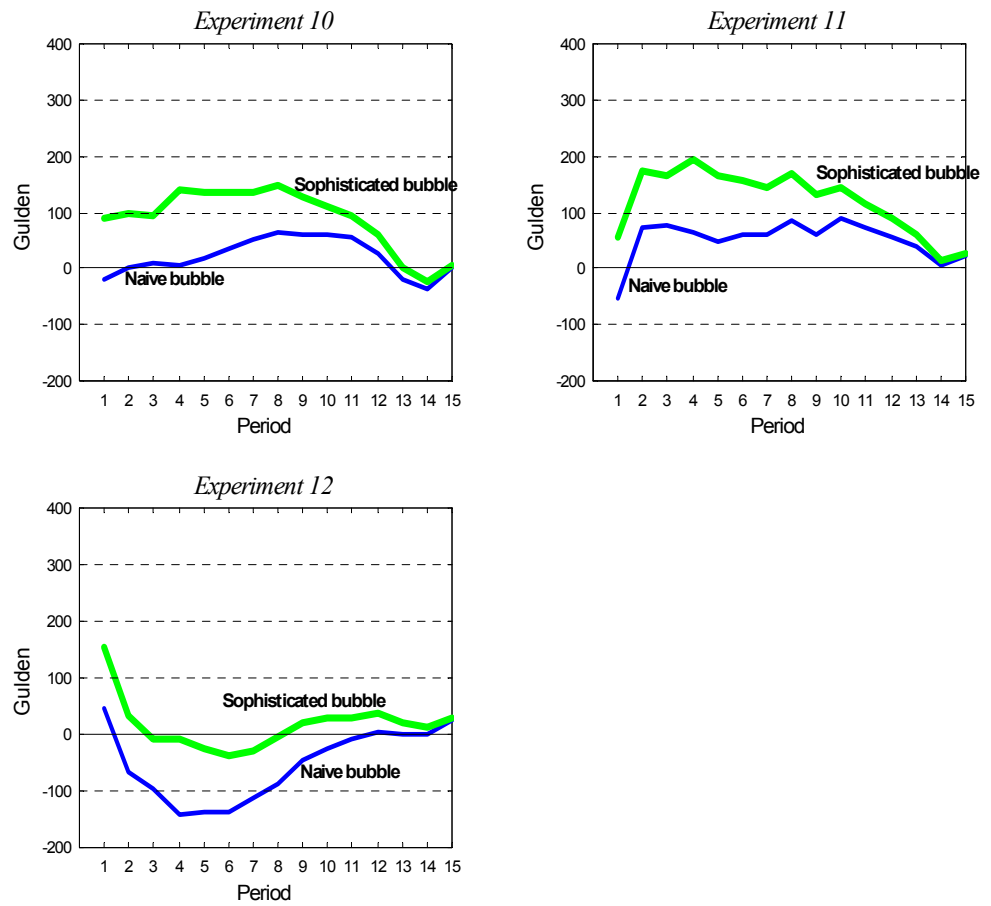 Experiment 10
400
300
200
100
0
-100
-200
Gulden
Sophisticated bubble
Naive bubble
1 2 3 4 5 6 7 8 9 10 11 12 13 14 15
Period
Experiment 11
400
300
200
100
0
-100
-200
Gulden
Sophisticated bubble
Naive bubble
1 2 3 4 5 6 7 8 9 10 11 12 13 14 15
Period
Experiment 12
400
300
200
100
0
-100
-200
Gulden
Sophisticated bubble
Naive bubble
1 2 3 4 5 6 7 8 9 10 11 12 13 14 15
Period